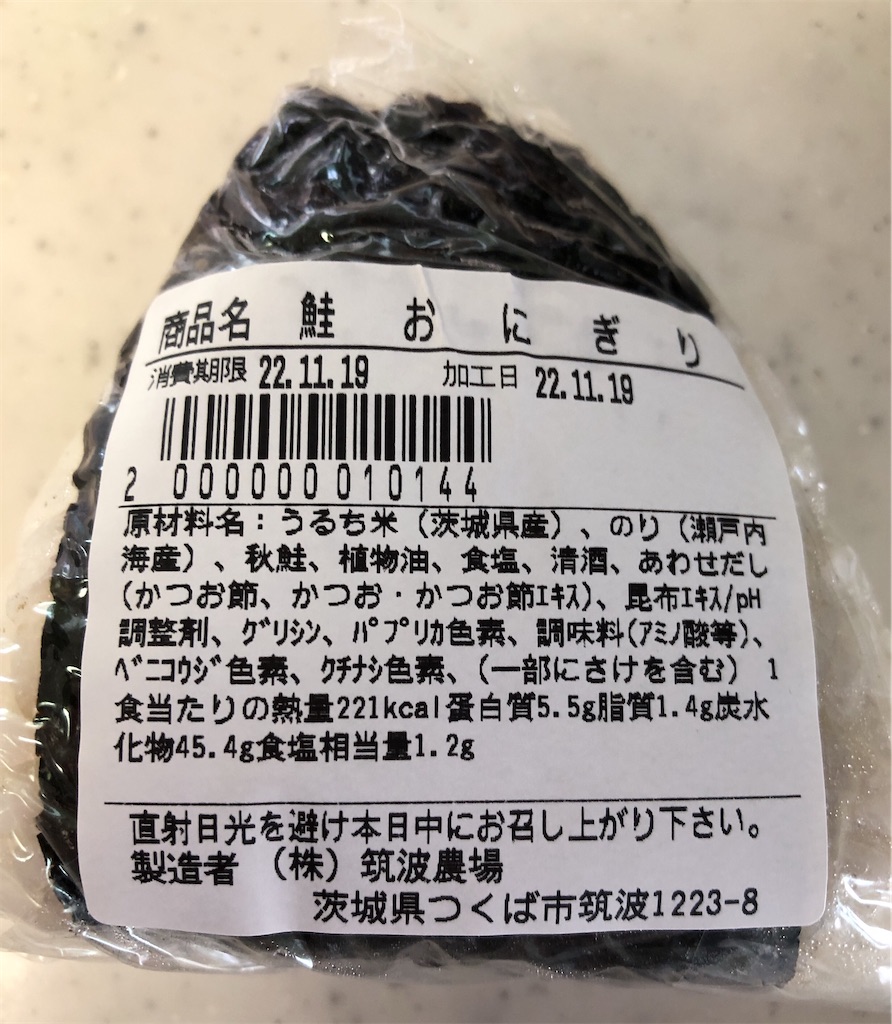 商品名 鮭おにぎり
消費期限 22.11.19 加工日 22.11.19
2 000000 010144
原材料名：うるち米（茨城県産）、のり（瀬戸内
海産）、秋鮭、植物油、食塩、清酒、あわせだし
（かつお節、かつお・かつお節ｴｷｽ）、昆布ｴｷｽ/pH
調整剤、ｸﾞﾘｼﾝ、ﾊﾟﾌﾟﾘｶ色素、調味料(ｱﾐﾉ酸等)、
ﾍﾞﾆｺｳｼﾞ色素、ｸﾁﾅｼ色素、（一部にさけを含む） 1
食当たりの熱量221kcal蛋白質5.5g脂質1.4g炭水
化物45.4g食塩相当量1.2g
直射日光を避け本日中にお召し上がり下さい。
製造者 （株）筑波農場
茨城県つくば市筑波1223-8